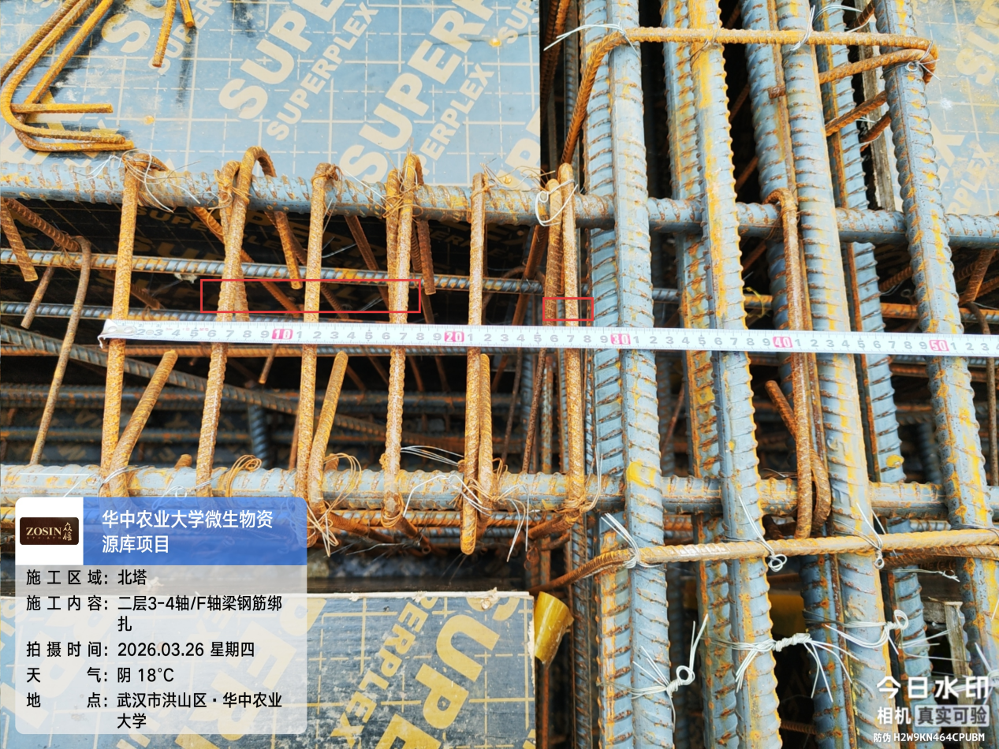 SUPERPLEX
SUPERPLEX
SUPERPLEX
2 3 4 5 6 7 8 9 10 1 2 3 4 5 6 7 8 9 20 1 2 3 4 5 6 7 8 9 30 1 2 3 4 5 6 7 8 9 40 1 2 3 4 5 6 7 8 9 50 1 2 3
ZOSIN 众信
华中农业大学微生物资
源库项目
施工区域：北塔
施工内容：二层3-4轴/F轴梁钢筋绑
扎
拍摄时间：2026.03.26 星期四
天气：阴 18°C
地点：武汉市洪山区·华中农业
大学
今日水印
相机 真实可验
防伪 H2W9KN464CPUBM